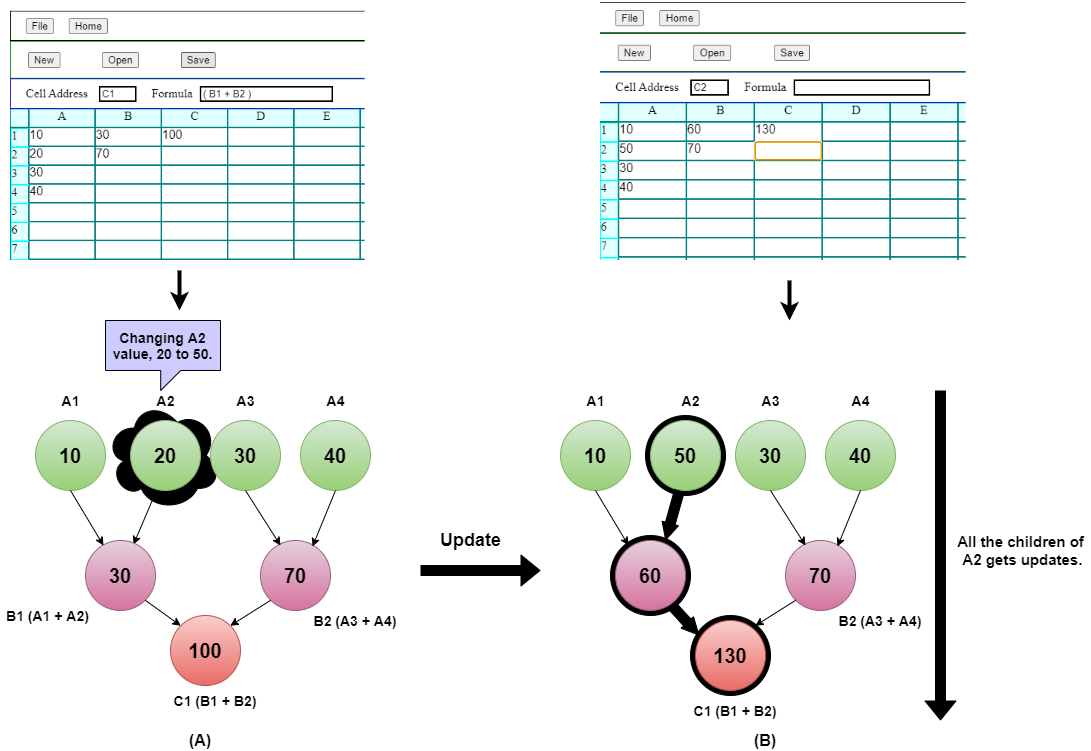 File Home
New Open Save
Cell Address C1 Formula ( B1 + B2 )
A B C D E
1 10 30 100
2 20 70
3 30
4 40
5
6
7
File Home
New Open Save
Cell Address C2 Formula
A B C D E
1 10 60 130
2 50 70
3 30
4 40
5
6
7
Changing A2
value, 20 to 50.
A1 A2 A3 A4
10 20 30 40
30 70
B1 (A1 + A2)
B2 (A3 + A4)
100
C1 (B1 + B2)
(A)
Update
A1 A2 A3 A4
10 50 30 40
60 70
B2 (A3 + A4)
130
C1 (B1 + B2)
(B)
All the children of
A2 gets updates.